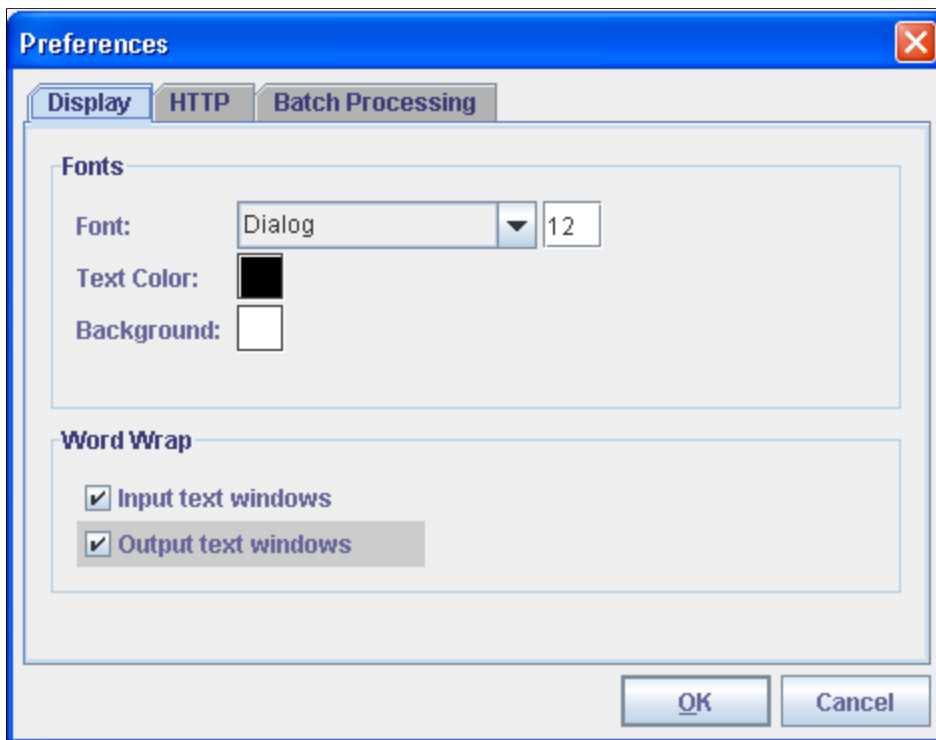 Preferences
Display HTTP Batch Processing
Fonts
Font: Dialog 12
Text Color:
Background:
Word Wrap
Input text windows
Output text windows
OK Cancel